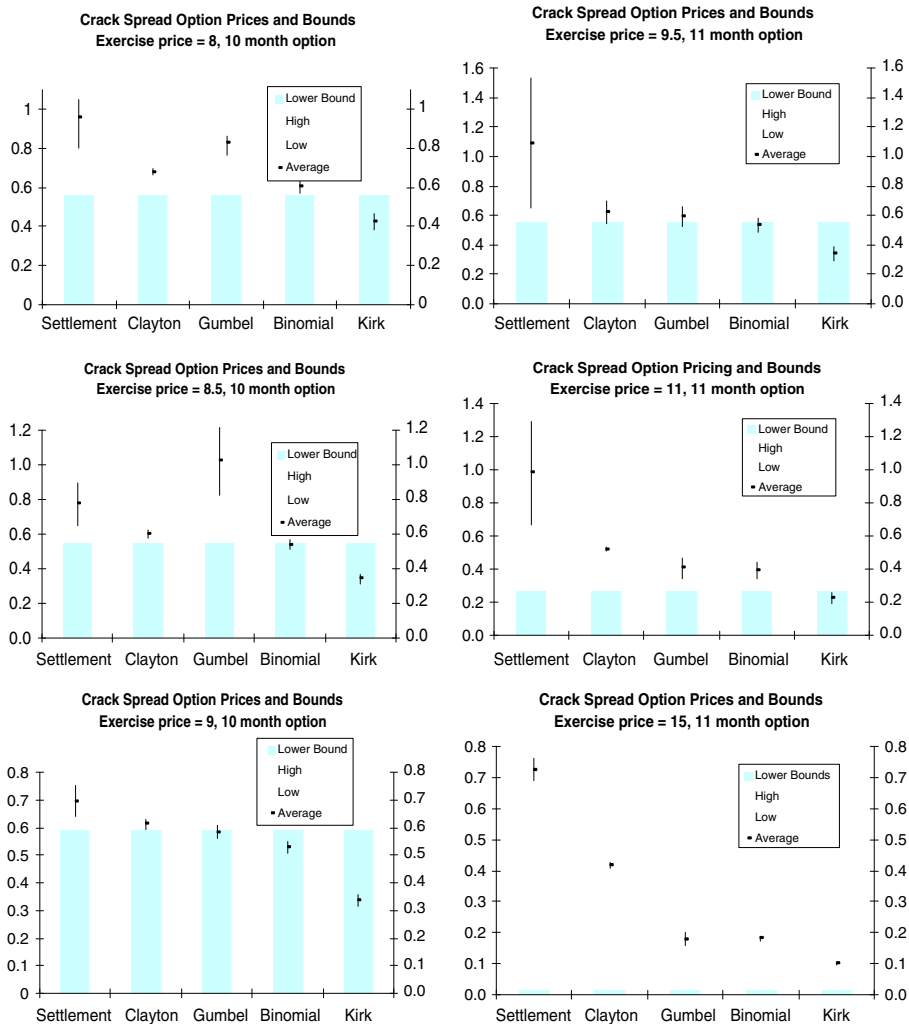 Crack Spread Option Prices and Bounds
Exercise price = 8, 10 month option
Lower Bound
High
Low
Average
1
0.8
0.6
0.4
0.2
0
1
0.8
0.6
0.4
0.2
0
Settlement Clayton Gumbel Binomial Kirk
Crack Spread Option Prices and Bounds
Exercise price = 9.5, 11 month option
Lower Bound
High
Low
Average
1.6
1.4
1.2
1.0
0.8
0.6
0.4
0.2
0.0
1.6
1.4
1.2
1.0
0.8
0.6
0.4
0.2
0.0
Settlement Clayton Gumbel Binomial Kirk
Crack Spread Option Prices and Bounds
Exercise price = 8.5, 10 month option
Lower Bound
High
Low
Average
1.2
1.0
0.8
0.6
0.4
0.2
0.0
1.2
1.0
0.8
0.6
0.4
0.2
0.0
Settlement Clayton Gumbel Binomial Kirk
Crack Spread Option Pricing and Bounds
Exercise price = 11, 11 month option
Lower Bound
High
Low
Average
1.4
1.2
1.0
0.8
0.6
0.4
0.2
0.0
1.4
1.2
1.0
0.8
0.6
0.4
0.2
0.0
Settlement Clayton Gumbel Binomial Kirk
Crack Spread Option Prices and Bounds
Exercise price = 9, 10 month option
Lower Bound
High
Low
Average
0.8
0.7
0.6
0.5
0.4
0.3
0.2
0.1
0
0.8
0.7
0.6
0.5
0.4
0.3
0.2
0.1
0.0
Settlement Clayton Gumbel Binomial Kirk
Crack Spread Option Prices and Bounds
Exercise price = 15, 11 month option
Lower Bounds
High
Low
Average
0.8
0.7
0.6
0.5
0.4
0.3
0.2
0.1
0.0
0.8
0.7
0.6
0.5
0.4
0.3
0.2
0.1
0.0
Settlement Clayton Gumbel Binomial Kirk